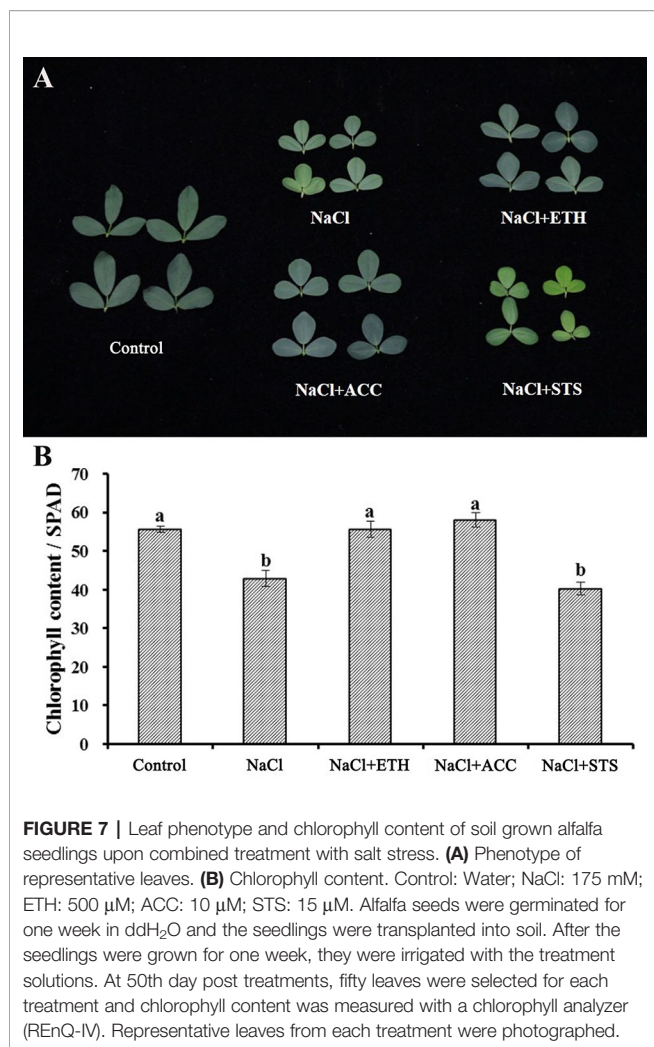 A
NaCl
NaCl+ETH
Control
NaCl+ACC
NaCl+STS
B
Chlorophyll content / SPAD
70
60
50
40
30
20
10
0
a
b
a
a
b
Control
NaCl
NaCl+ETH
NaCl+ACC
NaCl+STS
FIGURE 7 | Leaf phenotype and chlorophyll content of soil grown alfalfa
seedlings upon combined treatment with salt stress. (A) Phenotype of
representative leaves. (B) Chlorophyll content. Control: Water; NaCl: 175 mM;
ETH: 500 μM; ACC: 10 μM; STS: 15 μM. Alfalfa seeds were germinated for
one week in ddH₂O and the seedlings were transplanted into soil. After the
seedlings were grown for one week, they were irrigated with the treatment
solutions. At 50th day post treatments, fifty leaves were selected for each
treatment and chlorophyll content was measured with a chlorophyll analyzer
(REnQ-IV). Representative leaves from each treatment were photographed.